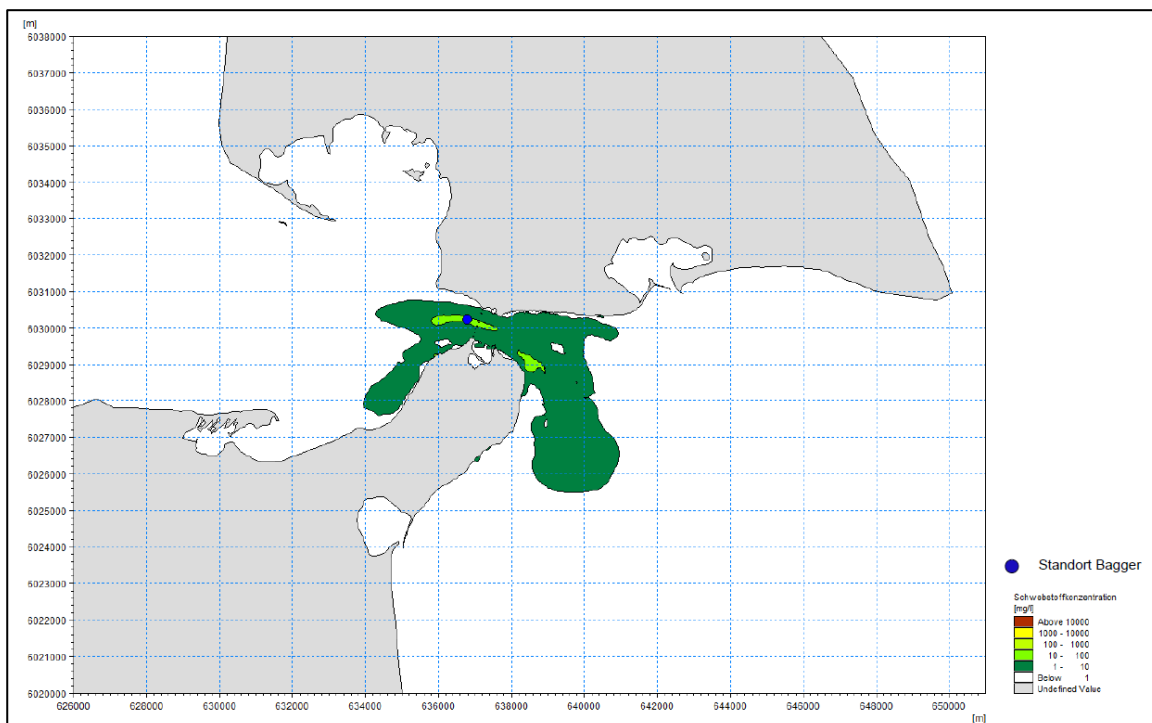 [m]
6038000
6037000
6036000
6035000
6034000
6033000
6032000
6031000
6030000
6029000
6028000
6027000
6026000
6025000
6024000
6023000
6022000
6021000
6020000
626000 628000 630000 632000 634000 636000 638000 640000 642000 644000 646000 648000 650000
[m]
Standort Bagger
Schwebstoffkonzentration
[mg/l]
Above 10000
1000 - 10000
100 - 1000
10 - 100
1 - 10
Below 1
Undefined Value